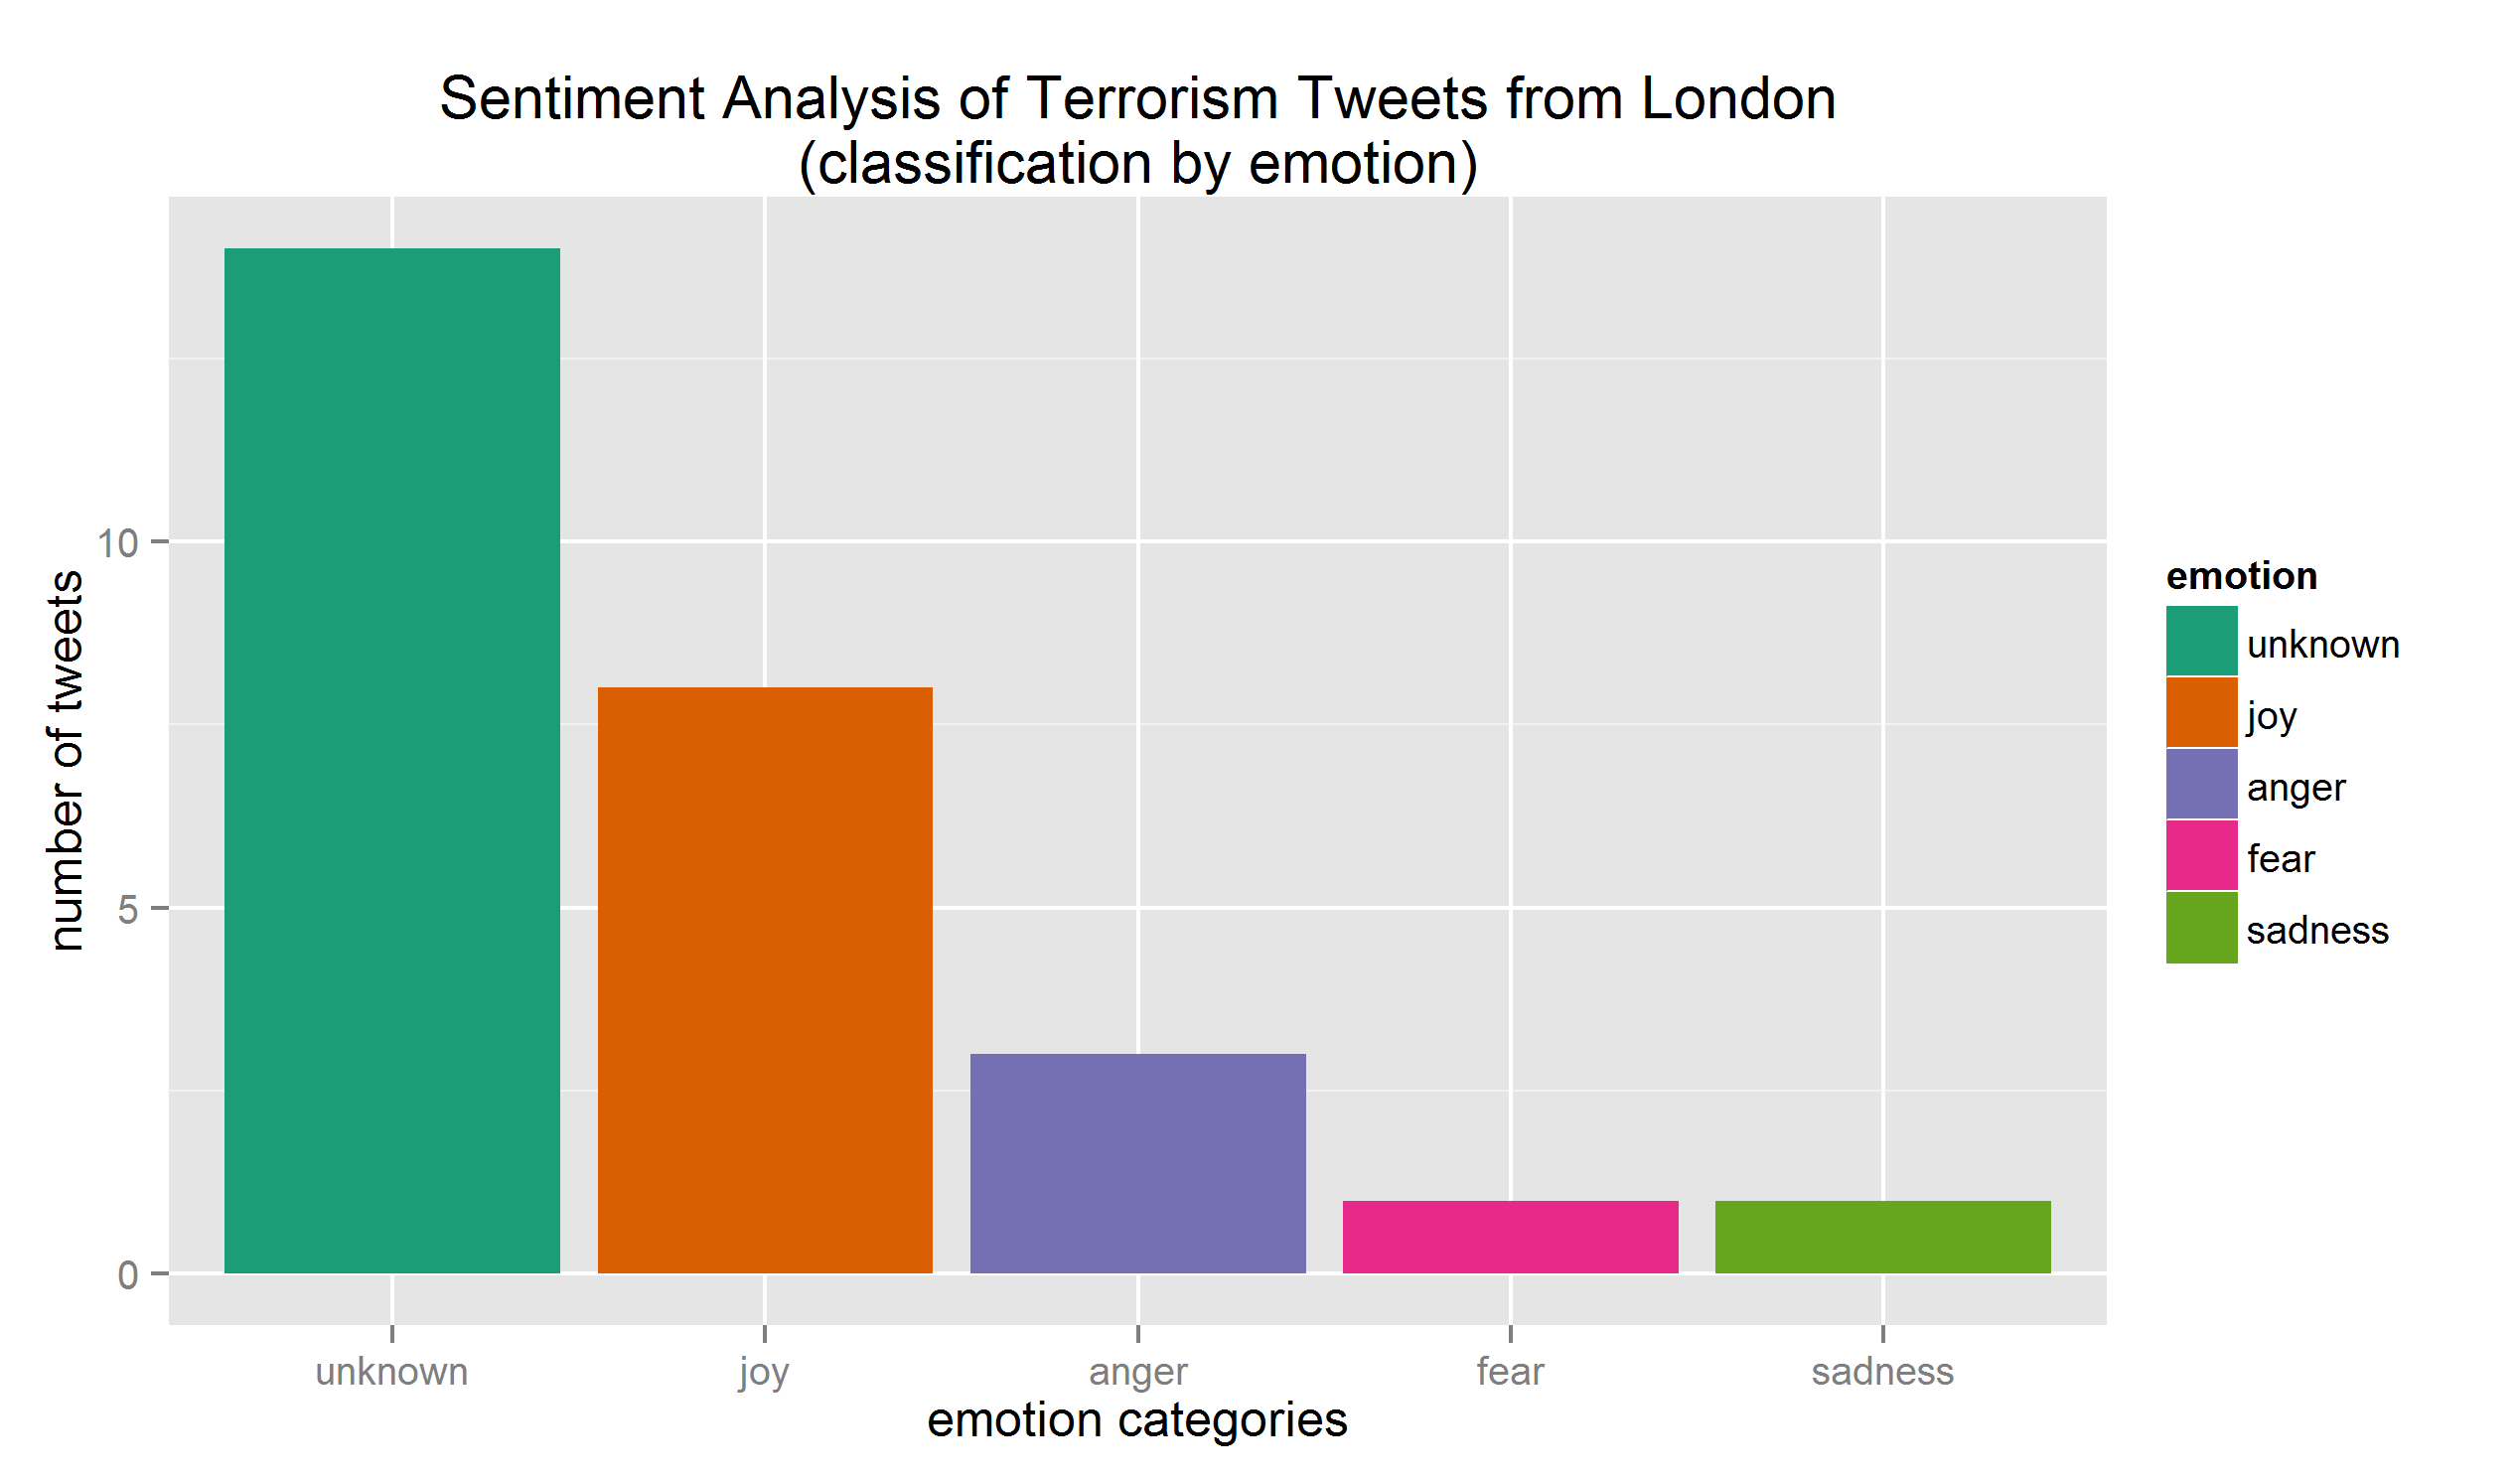 Sentiment Analysis of Terrorism Tweets from London
(classification by emotion)
number of tweets
10
5
0
unknown
joy
anger
fear
sadness
emotion categories
emotion
unknown
joy
anger
fear
sadness